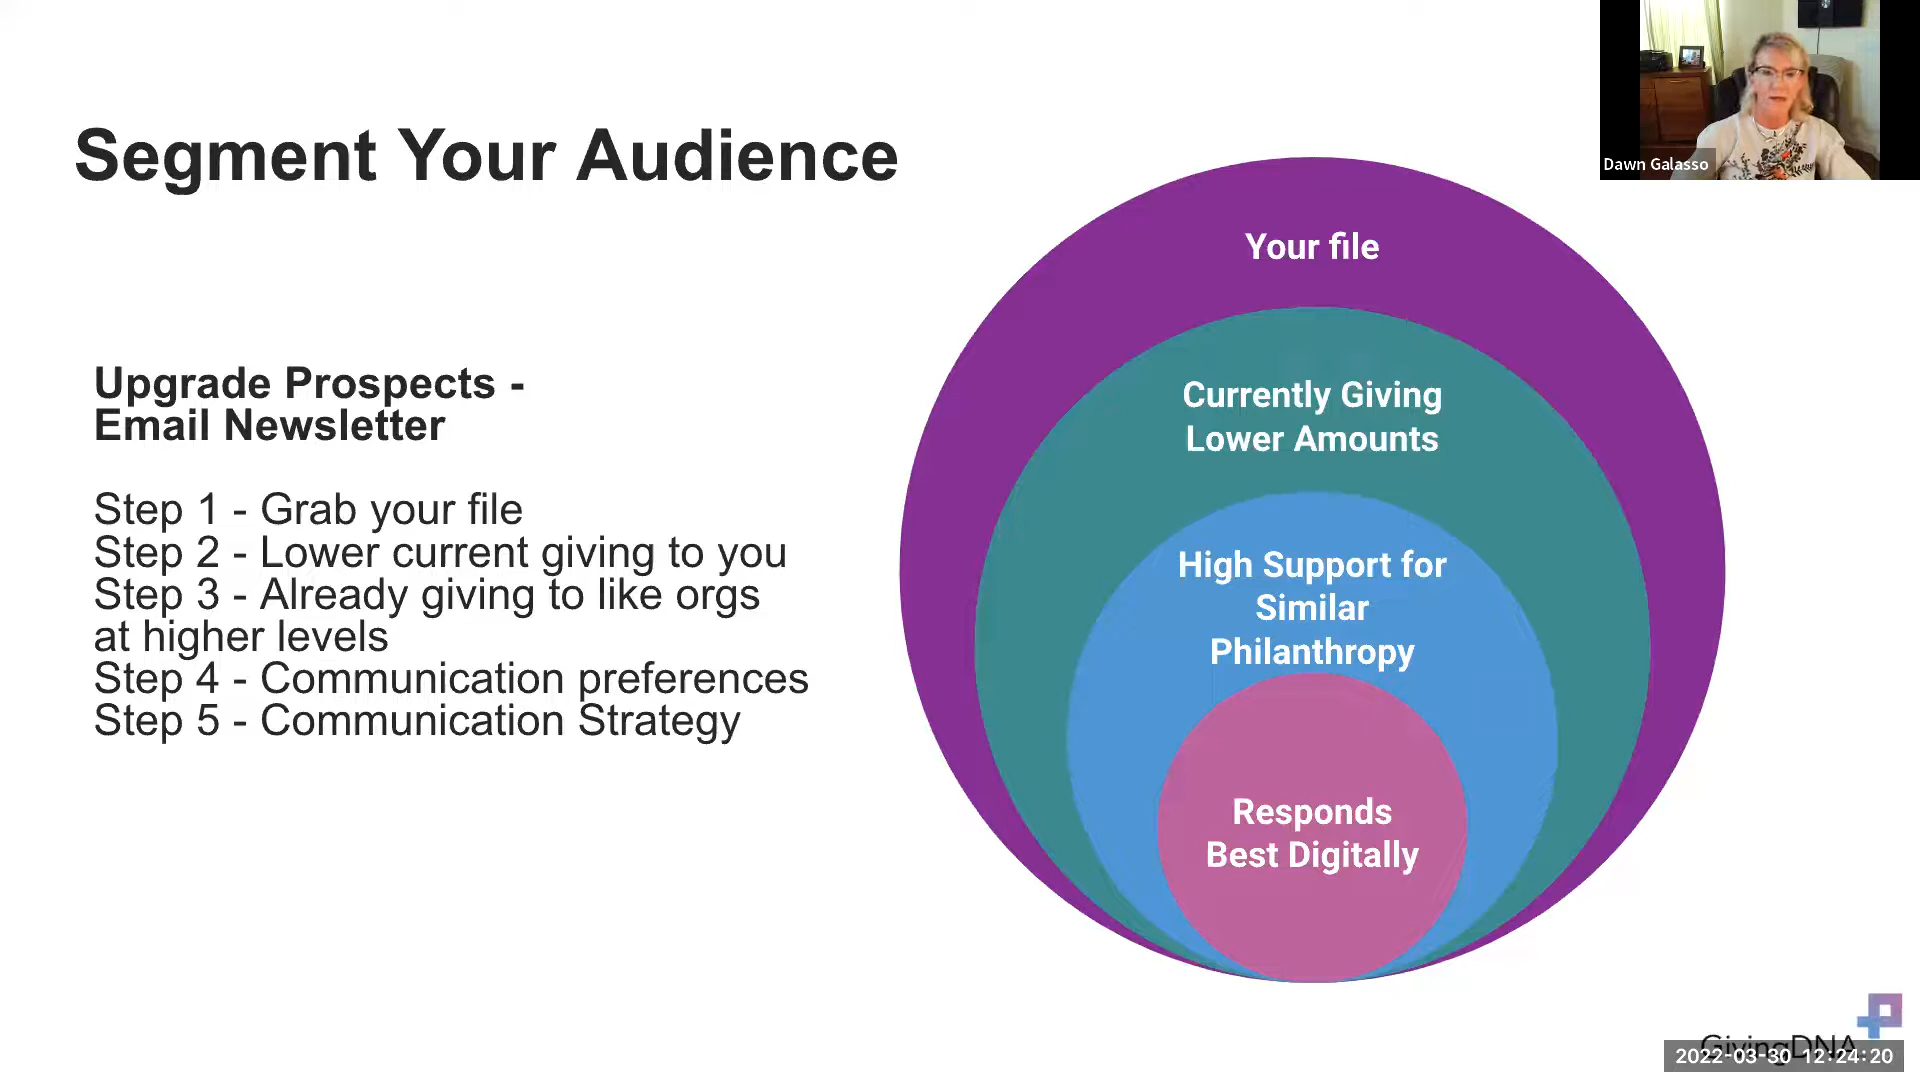 Segment Your Audience
Upgrade Prospects -
Email Newsletter
Step 1 - Grab your file
Step 2 - Lower current giving to you
Step 3 - Already giving to like orgs
at higher levels
Step 4 - Communication preferences
Step 5 - Communication Strategy
Your file
Currently Giving
Lower Amounts
High Support for
Similar
Philanthropy
Responds
Best Digitally
Dawn Galasso
GivingDNA
2022-03-30 12:24:20